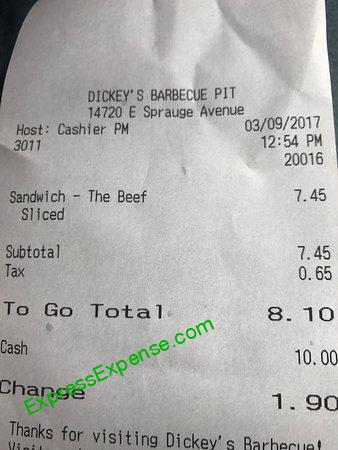 DICKEY'S BARBECUE PIT
14720 E Sprauge Avenue
Host: Cashier PM 03/09/2017
3011 12:54 PM
20016
Sandwich - The Beef 7.45
Sliced
Subtotal 7.45
Tax 0.65
To Go Total 8.10
Cash 10.00
Change 1.90
ExpressExpense.com
Thanks for visiting Dickey's Barbecue!